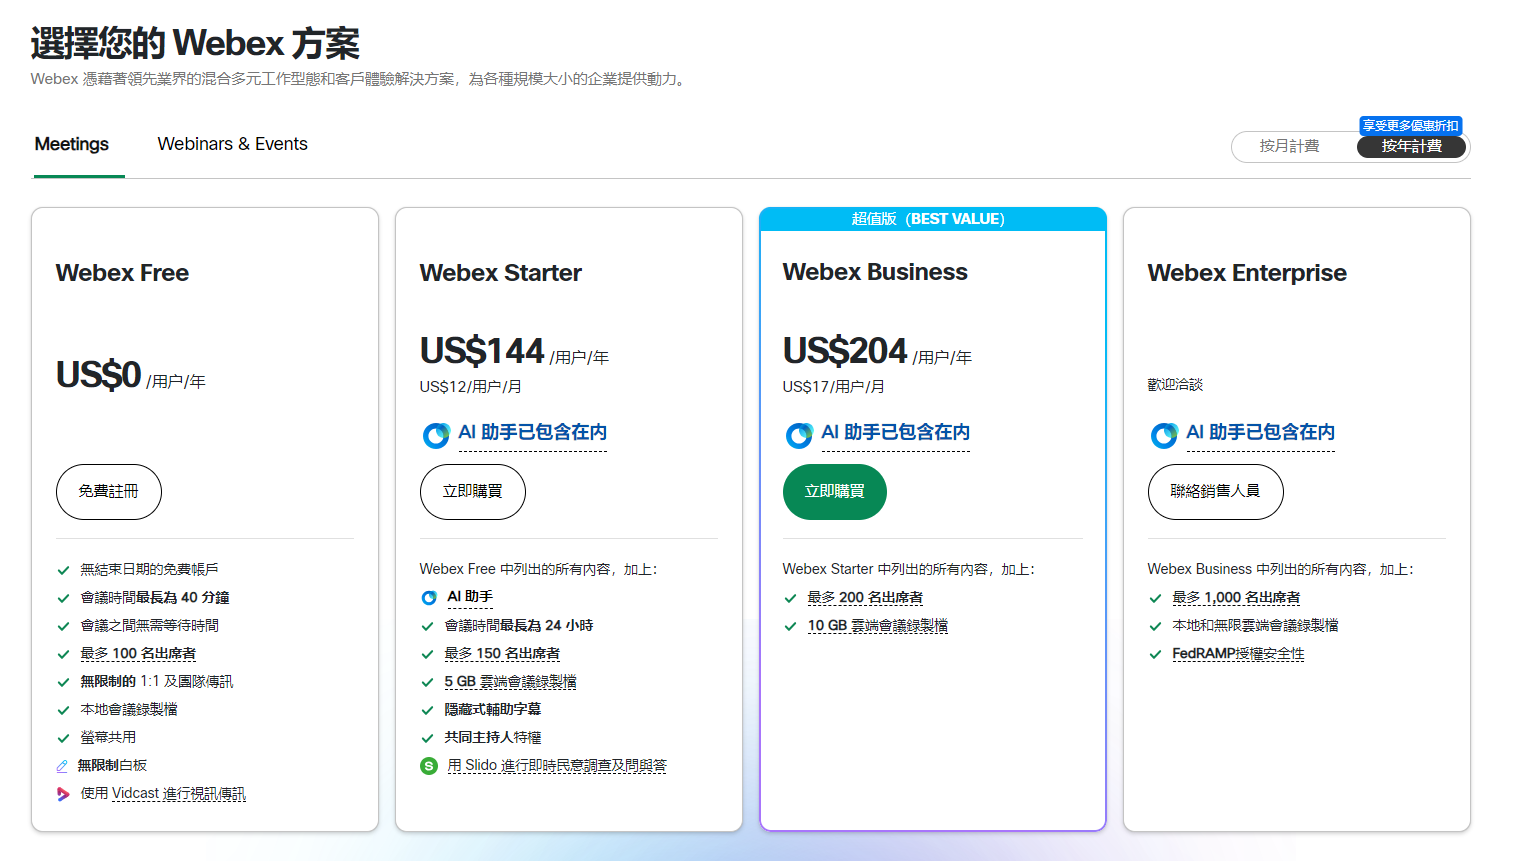 選擇您的 Webex 方案
Webex 憑藉著領先業界的混合多元工作型態和客戶體驗解決方案，為各種規模大小的企業提供動力。
Meetings
Webinars & Events
享受更多優惠折扣
按月計費
按年計費
Webex Free
US$0 /用户/年
免費註冊
無結束日期的免費帳戶
會議時間最長為 40 分鐘
會議之間無需等待時間
最多 100 名出席者
無限制的 1:1 及團隊傳訊
本地會議錄製檔
螢幕共用
無限制白板
使用 Vidcast 進行視訊傳訊
Webex Starter
US$144 /用户/年
US$12/用户/月
AI 助手已包含在内
立即購買
Webex Free 中列出的所有內容，加上：
AI 助手
會議時間最長為 24 小時
最多 150 名出席者
5 GB 雲端會議錄製檔
隱藏式輔助字幕
共同主持人特權
S
用 Slido 進行即時民意調查及問與答
超值版（BEST VALUE）
Webex Business
US$204 /用户/年
US$17/用户/月
AI 助手已包含在内
立即購買
Webex Starter 中列出的所有內容，加上：
最多 200 名出席者
10 GB 雲端會議錄製檔
Webex Enterprise
歡迎洽談
AI 助手已包含在内
聯絡銷售人員
Webex Business 中列出的所有內容，加上：
最多 1,000 名出席者
本地和無限雲端會議錄製檔
FedRAMP授權安全性